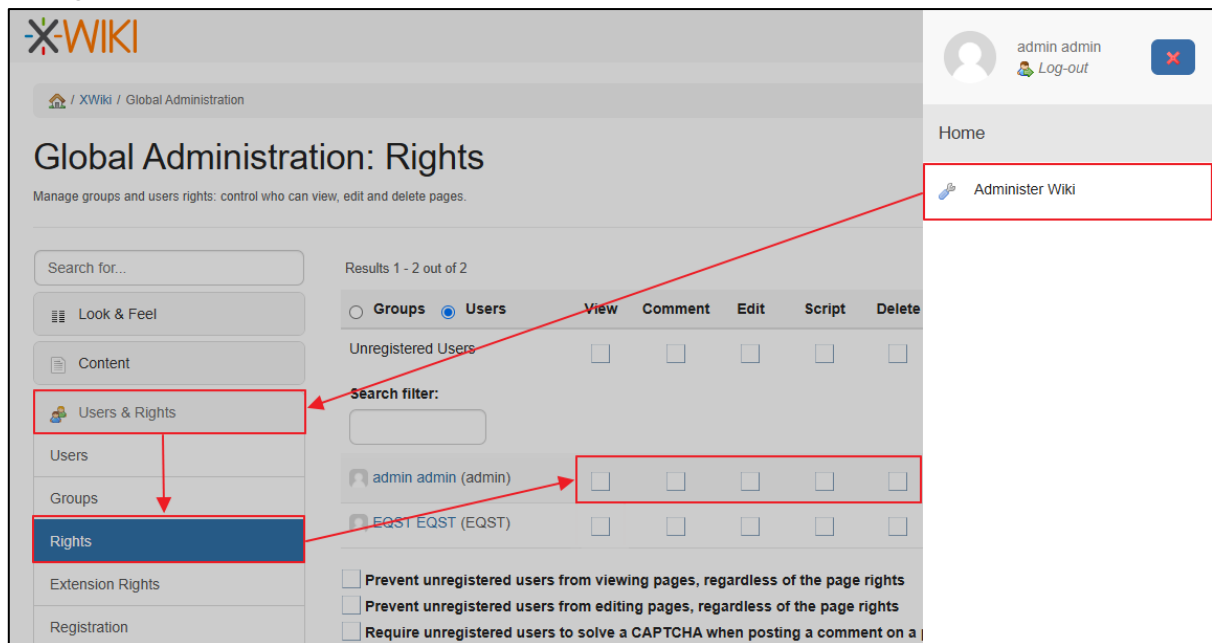 XWIKI
admin admin
Log-out
/ XWiki / Global Administration
Home
Global Administration: Rights
Administer Wiki
Manage groups and users rights: control who can view, edit and delete pages.
Search for...
Results 1 - 2 out of 2
Look & Feel
Groups Users View Comment Edit Script Delete
Unregistered Users
Content
Search filter:
Users & Rights
Users
admin admin (admin)
Groups
EQST EQST (EQST)
Rights
Extension Rights
Prevent unregistered users from viewing pages, regardless of the page rights
Prevent unregistered users from editing pages, regardless of the page rights
Registration
Require unregistered users to solve a CAPTCHA when posting a comment on a